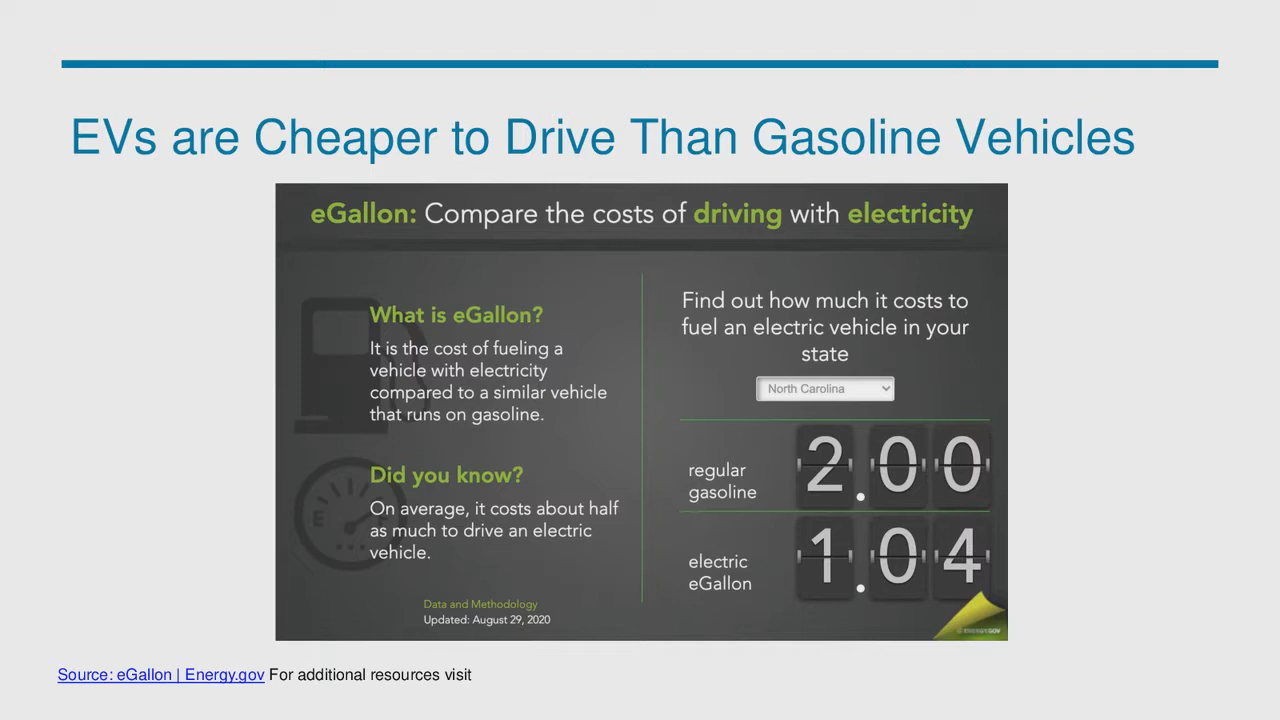 EVs are Cheaper to Drive Than Gasoline Vehicles
eGallon: Compare the costs of driving with electricity
What is eGallon?
It is the cost of fueling a
vehicle with electricity
compared to a similar vehicle
that runs on gasoline.
Did you know?
On average, it costs about half
as much to drive an electric
vehicle.
Data and Methodology
Updated: August 29, 2020
Find out how much it costs to
fuel an electric vehicle in your
state
North Carolina
regular
gasoline
2.00
electric
eGallon
1.04
ENERGY.GOV
Source: eGallon | Energy.gov For additional resources visit